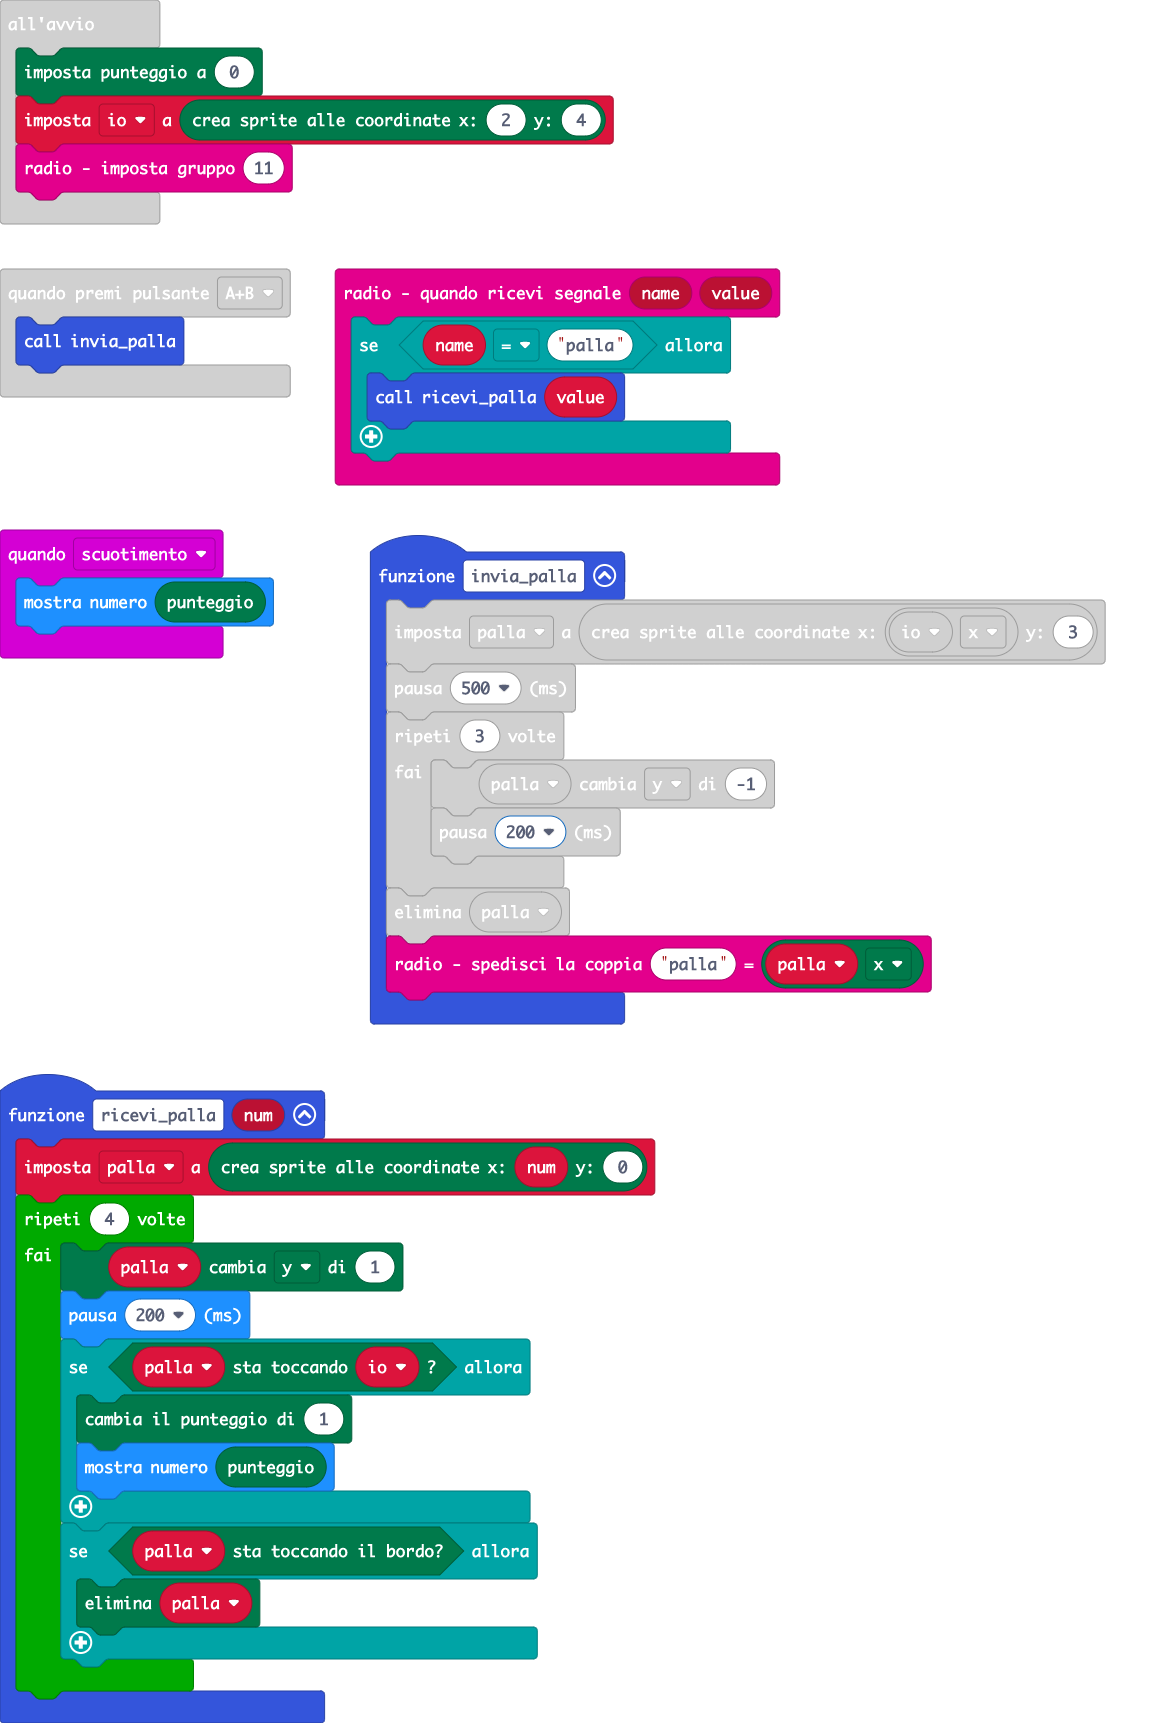 all'avvio
imposta punteggio a 0
imposta io a crea sprite alle coordinate x: 2 y: 4
radio - imposta gruppo 11
quando premi pulsante A+B
call invia_palla
radio - quando ricevi segnale name value
se name = "palla" allora
call ricevi_palla value
quando scuotimento
mostra numero punteggio
funzione invia_palla
imposta palla a crea sprite alle coordinate x: io x y: 3
pausa 500 (ms)
ripeti 3 volte
fai palla cambia y di -1
pausa 200 (ms)
elimina palla
radio - spedisci la coppia "palla" = palla x
funzione ricevi_palla num
imposta palla a crea sprite alle coordinate x: num y: 0
ripeti 4 volte
fai palla cambia y di 1
pausa 200 (ms)
se palla sta toccando io ? allora
cambia il punteggio di 1
mostra numero punteggio
se palla sta toccando il bordo? allora
elimina palla